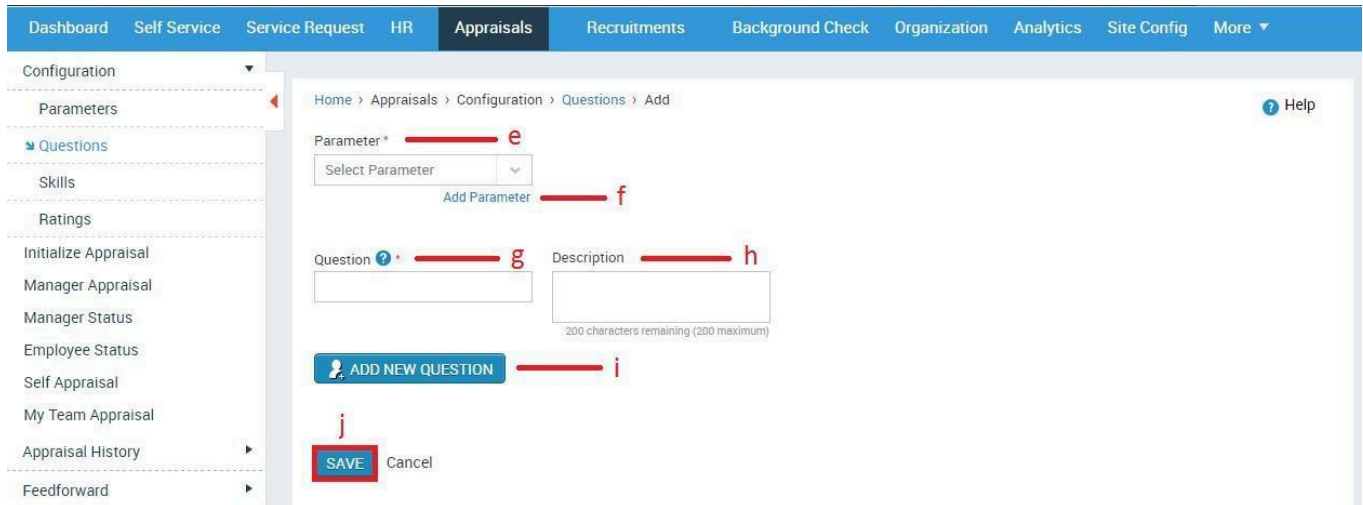 Dashboard Self Service Service Request HR Appraisals Recruitments Background Check Organization Analytics Site Config More
Configuration
Parameters
Questions
Skills
Ratings
Initialize Appraisal
Manager Appraisal
Manager Status
Employee Status
Self Appraisal
My Team Appraisal
Appraisal History
Feedforward
Home › Appraisals › Configuration › Questions › Add
? Help
Parameter * e
Select Parameter
Add Parameter f
Question ? * g
Description h
200 characters remaining (200 maximum)
ADD NEW QUESTION i
j
SAVE Cancel